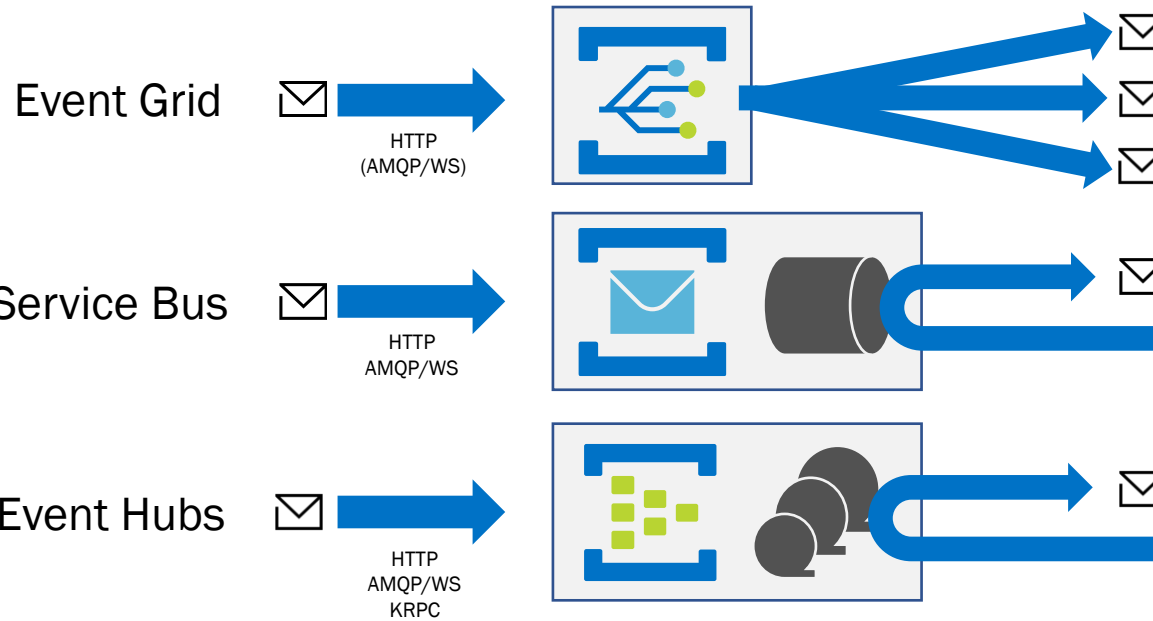 Event Grid
HTTP
(AMQP/WS)
Service Bus
HTTP
AMQP/WS
Event Hubs
HTTP
AMQP/WS
KRPC